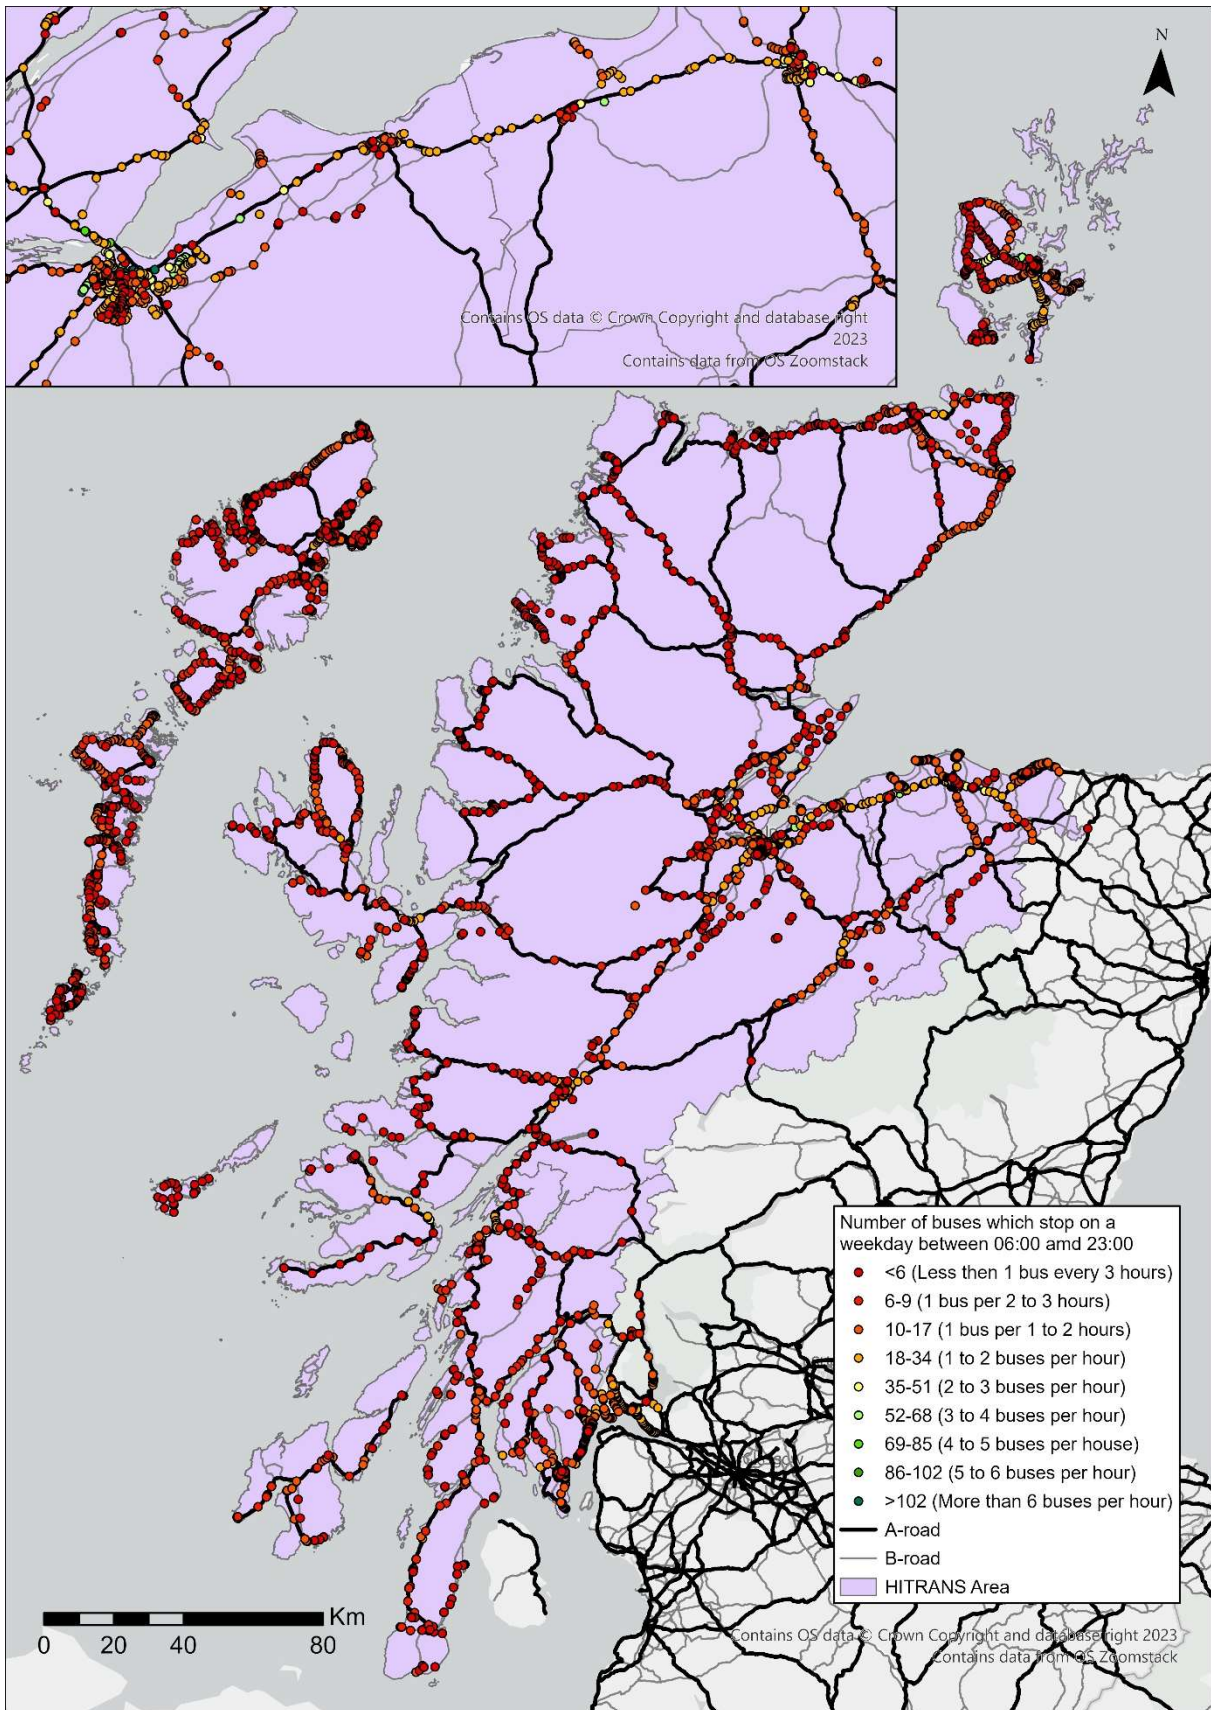 N
Contains OS data © Crown Copyright and database right
2023
Contains data from OS Zoomstack
Number of buses which stop on a
weekday between 06:00 amd 23:00
<6 (Less then 1 bus every 3 hours)
6-9 (1 bus per 2 to 3 hours)
10-17 (1 bus per 1 to 2 hours)
18-34 (1 to 2 buses per hour)
35-51 (2 to 3 buses per hour)
52-68 (3 to 4 buses per hour)
69-85 (4 to 5 buses per house)
86-102 (5 to 6 buses per hour)
>102 (More than 6 buses per hour)
A-road
B-road
HITRANS Area
Km
0 20 40 80
Contains OS data © Crown Copyright and database right 2023
Contains data from OS Zoomstack